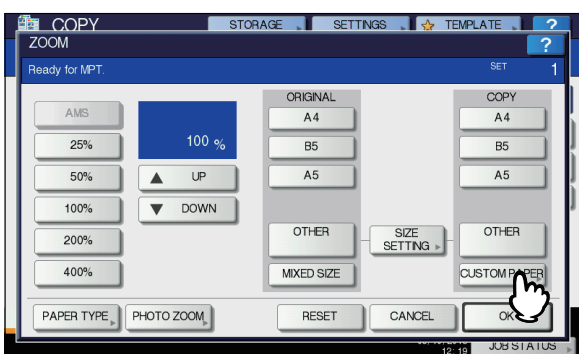 COPY
STORAGE
SETTINGS
TEMPLATE
?
ZOOM
?
Ready for MPT.
SET 1
AMS
25%
50%
100%
200%
400%
100 %
▲ UP
▼ DOWN
ORIGINAL
A4
B5
A5
OTHER
MIXED SIZE
SIZE
SETTING
COPY
A4
B5
A5
OTHER
CUSTOM PAPER
PAPER TYPE
PHOTO ZOOM
RESET
CANCEL
OK
12:19
JOB STATUS